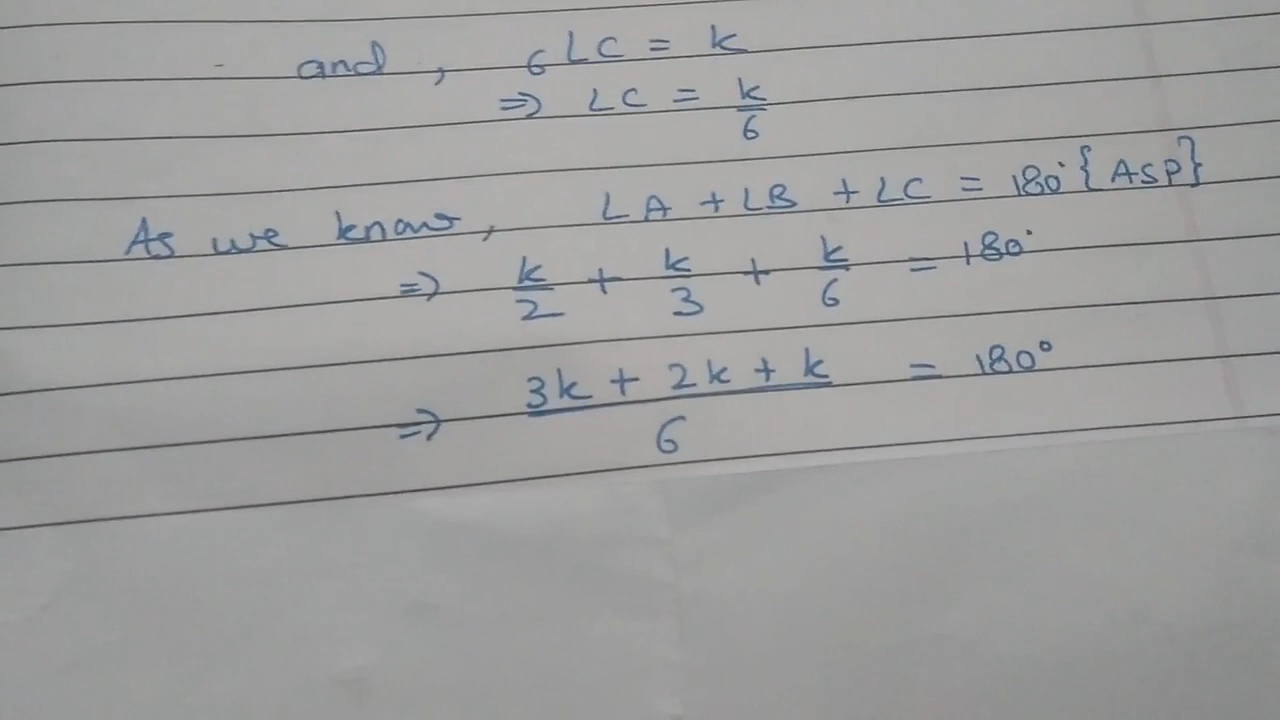 and, 6∠C = k
⇒ ∠C = k/6
As we know, ∠A + ∠B + ∠C = 180° {ASP}
⇒ k/2 + k/3 + k/6 = 180°
⇒ (3k + 2k + k)/6 = 180°